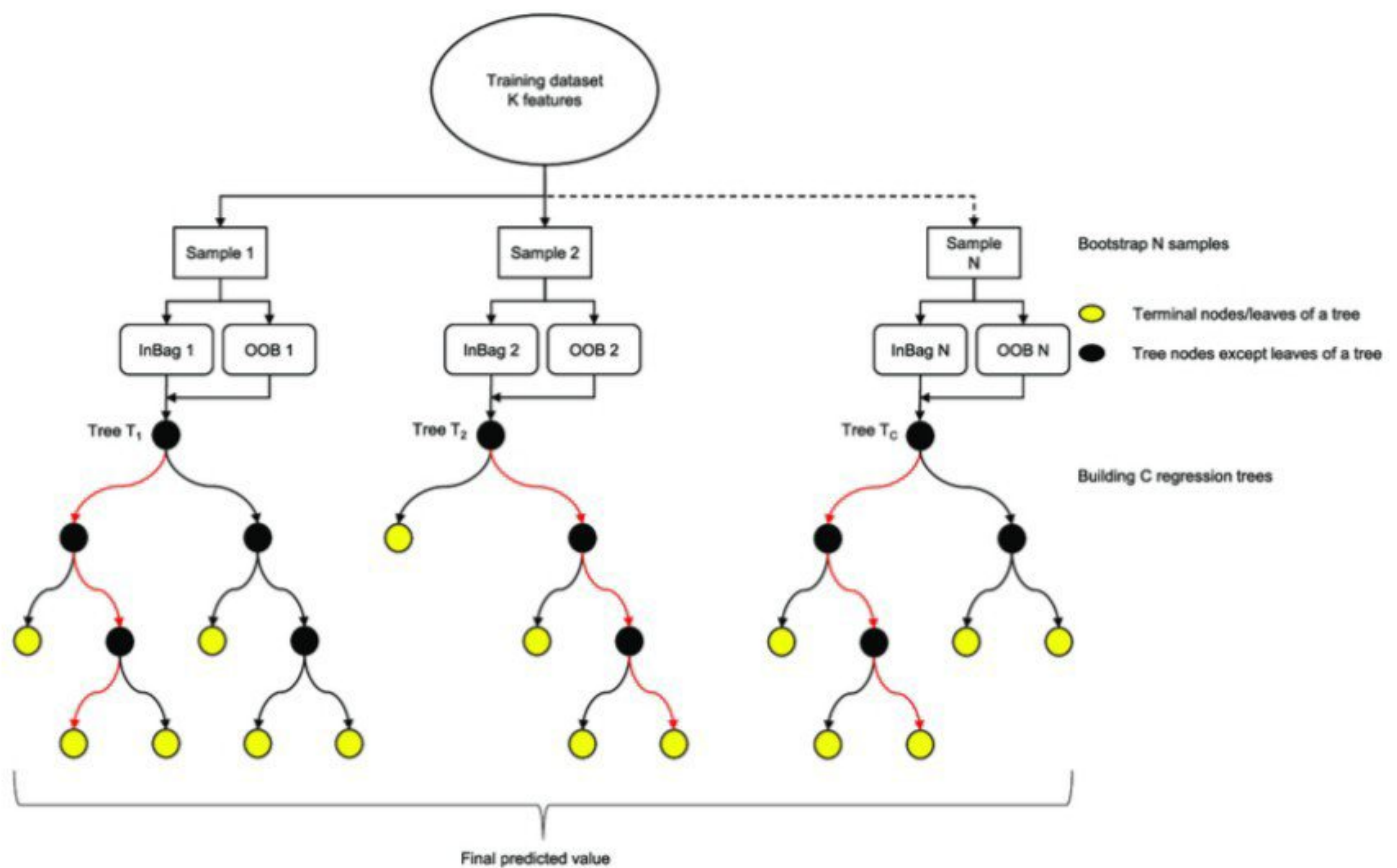 Training dataset
K features
Sample 1
Sample 2
Sample
N
Bootstrap N samples
InBag 1
OOB 1
InBag 2
OOB 2
InBag N
OOB N
Terminal nodes/leaves of a tree
Tree nodes except leaves of a tree
Tree T₁
Tree T₂
Tree T_C
Building C regression trees
Final predicted value